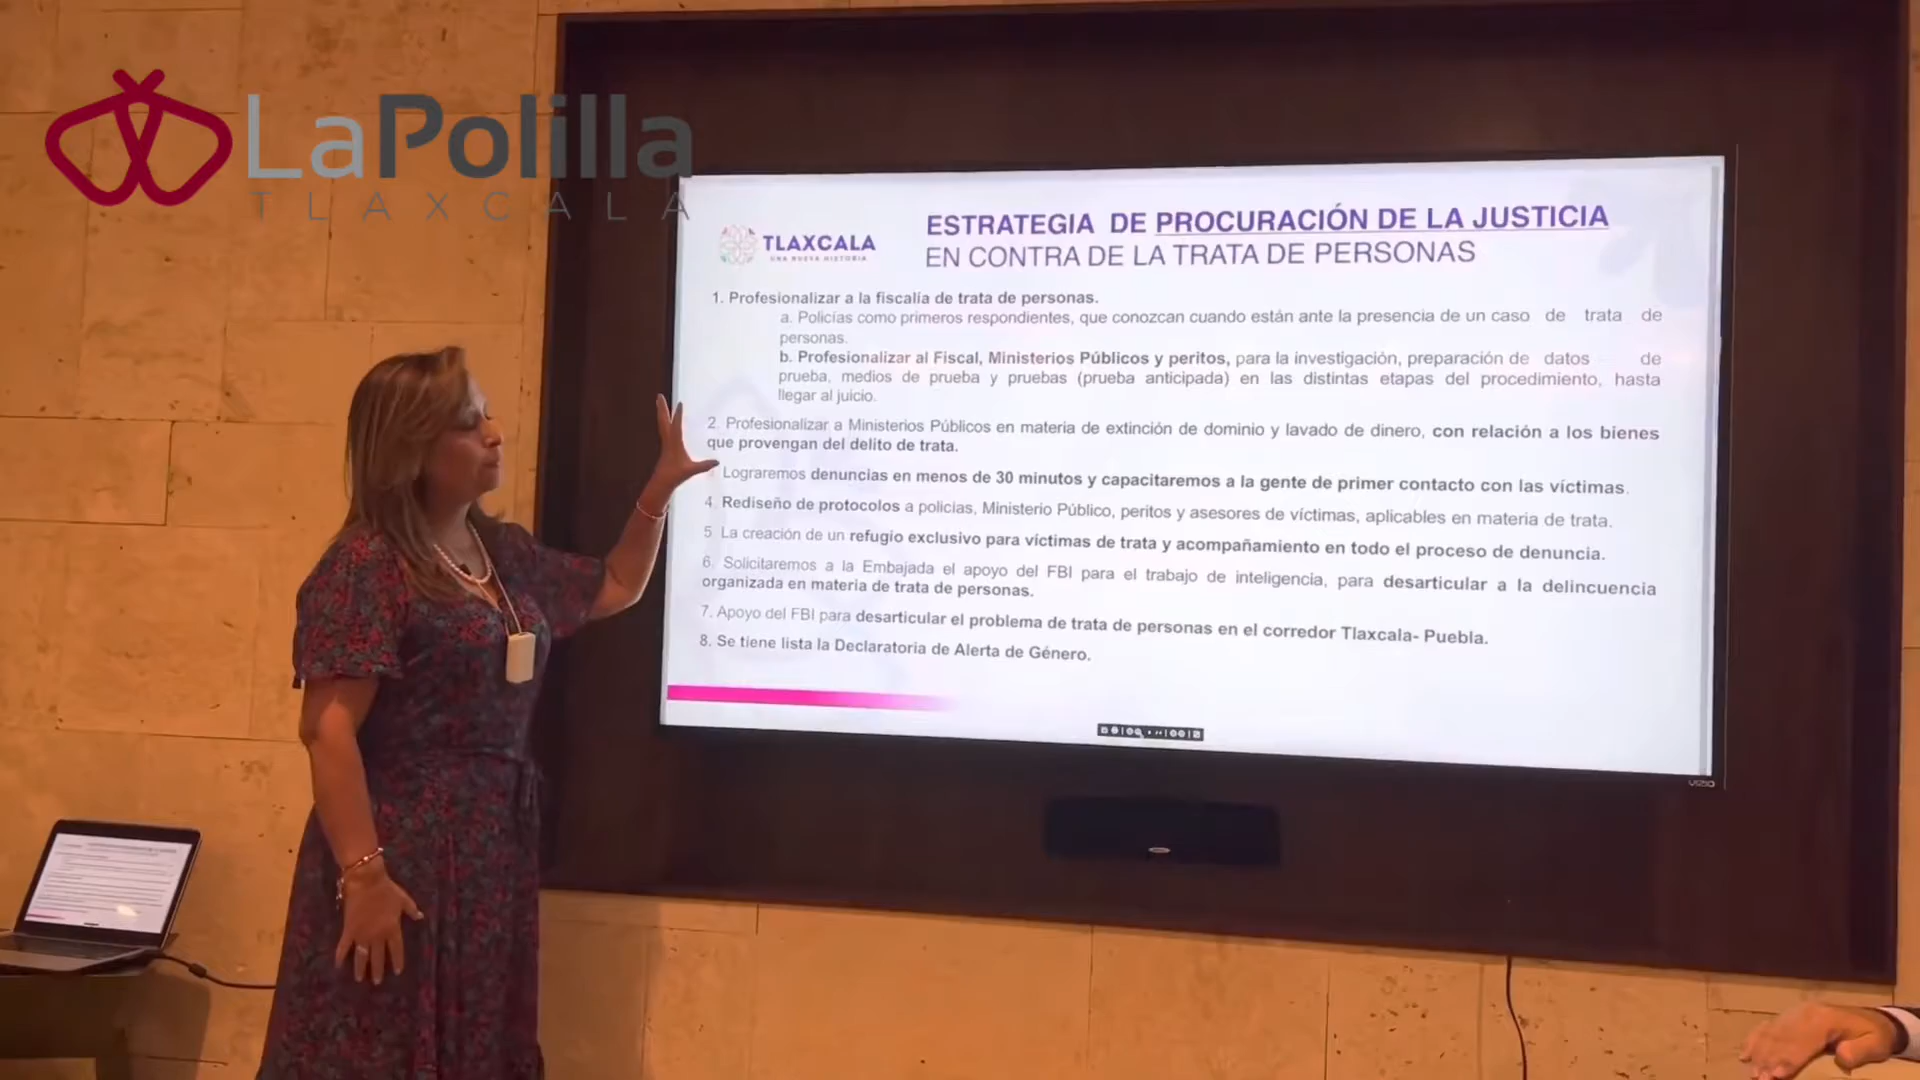 LaPolilla
TLAXCALA
TLAXCALA
UNA NUEVA HISTORIA
ESTRATEGIA DE PROCURACIÓN DE LA JUSTICIA
EN CONTRA DE LA TRATA DE PERSONAS
1. Profesionalizar a la fiscalía de trata de personas.
a. Policías como primeros respondientes, que conozcan cuando están ante la presencia de un caso de trata de
personas.
b. Profesionalizar al Fiscal, Ministerios Públicos y peritos, para la investigación, preparación de datos de
prueba, medios de prueba y pruebas (prueba anticipada) en las distintas etapas del procedimiento, hasta
llegar al juicio.
2. Profesionalizar a Ministerios Públicos en materia de extinción de dominio y lavado de dinero, con relación a los bienes
que provengan del delito de trata.
Lograremos denuncias en menos de 30 minutos y capacitaremos a la gente de primer contacto con las víctimas.
4. Rediseño de protocolos a policías, Ministerio Público, peritos y asesores de víctimas, aplicables en materia de trata.
5. La creación de un refugio exclusivo para víctimas de trata y acompañamiento en todo el proceso de denuncia.
6. Solicitaremos a la Embajada el apoyo del FBI para el trabajo de inteligencia, para desarticular a la delincuencia
organizada en materia de trata de personas.
7. Apoyo del FBI para desarticular el problema de trata de personas en el corredor Tlaxcala- Puebla.
8. Se tiene lista la Declaratoria de Alerta de Género.
VIZIO